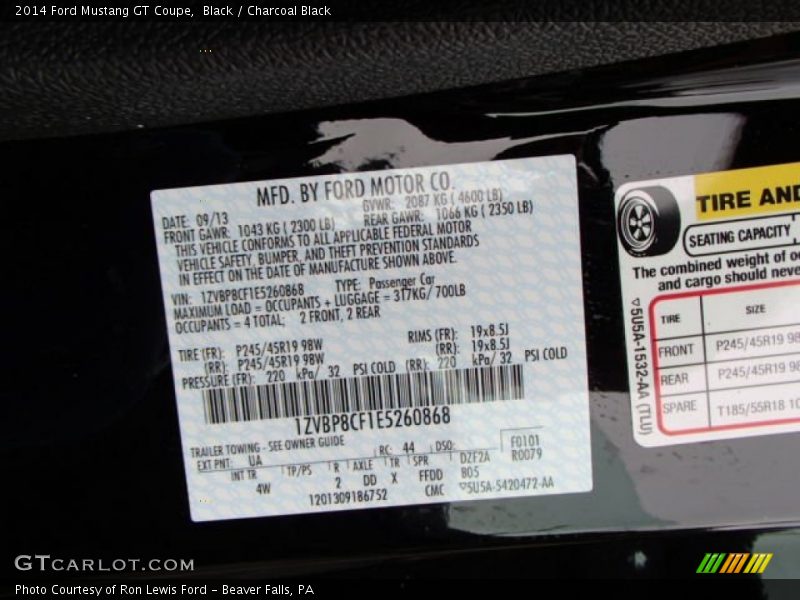 2014 Ford Mustang GT Coupe, Black / Charcoal Black
MFD. BY FORD MOTOR CO.
DATE: 09/13 GVWR: 2087 KG ( 4600 LB)
FRONT GAWR: 1043 KG ( 2300 LB) REAR GAWR: 1066 KG ( 2350 LB)
THIS VEHICLE CONFORMS TO ALL APPLICABLE FEDERAL MOTOR
VEHICLE SAFETY, BUMPER, AND THEFT PREVENTION STANDARDS
IN EFFECT ON THE DATE OF MANUFACTURE SHOWN ABOVE.
VIN: 1ZVBP8CF1E5260868 TYPE: Passenger Car
MAXIMUM LOAD = OCCUPANTS + LUGGAGE = 317KG/ 700LB
OCCUPANTS = 4 TOTAL; 2 FRONT, 2 REAR
TIRE (FR): P245/45R19 98W RIMS (FR): 19x8.5J
(RR): P245/45R19 98W (RR): 19x8.5J
PRESSURE (FR): 220 kPa/ 32 PSI COLD (RR): 220 kPa/ 32 PSI COLD
1ZVBP8CF1E5260868
TRAILER TOWING - SEE OWNER GUIDE
EXT PNT: UA RC: 44 DSO: F0101
R0079
INT TR TP/PS R AXLE TR SPR DZF2A
4W 2 DD X FFDD B05
1201309186752 CMC ▽5U5A-5420472-AA
TIRE AND
SEATING CAPACITY
The combined weight of
and cargo should neve
TIRE SIZE
FRONT P245/45R19 98
REAR P245/45R19 98
SPARE T185/55R18 10
▽5U5A-1532-AA (TLU)
GTCARLOT.COM
Photo Courtesy of Ron Lewis Ford - Beaver Falls, PA